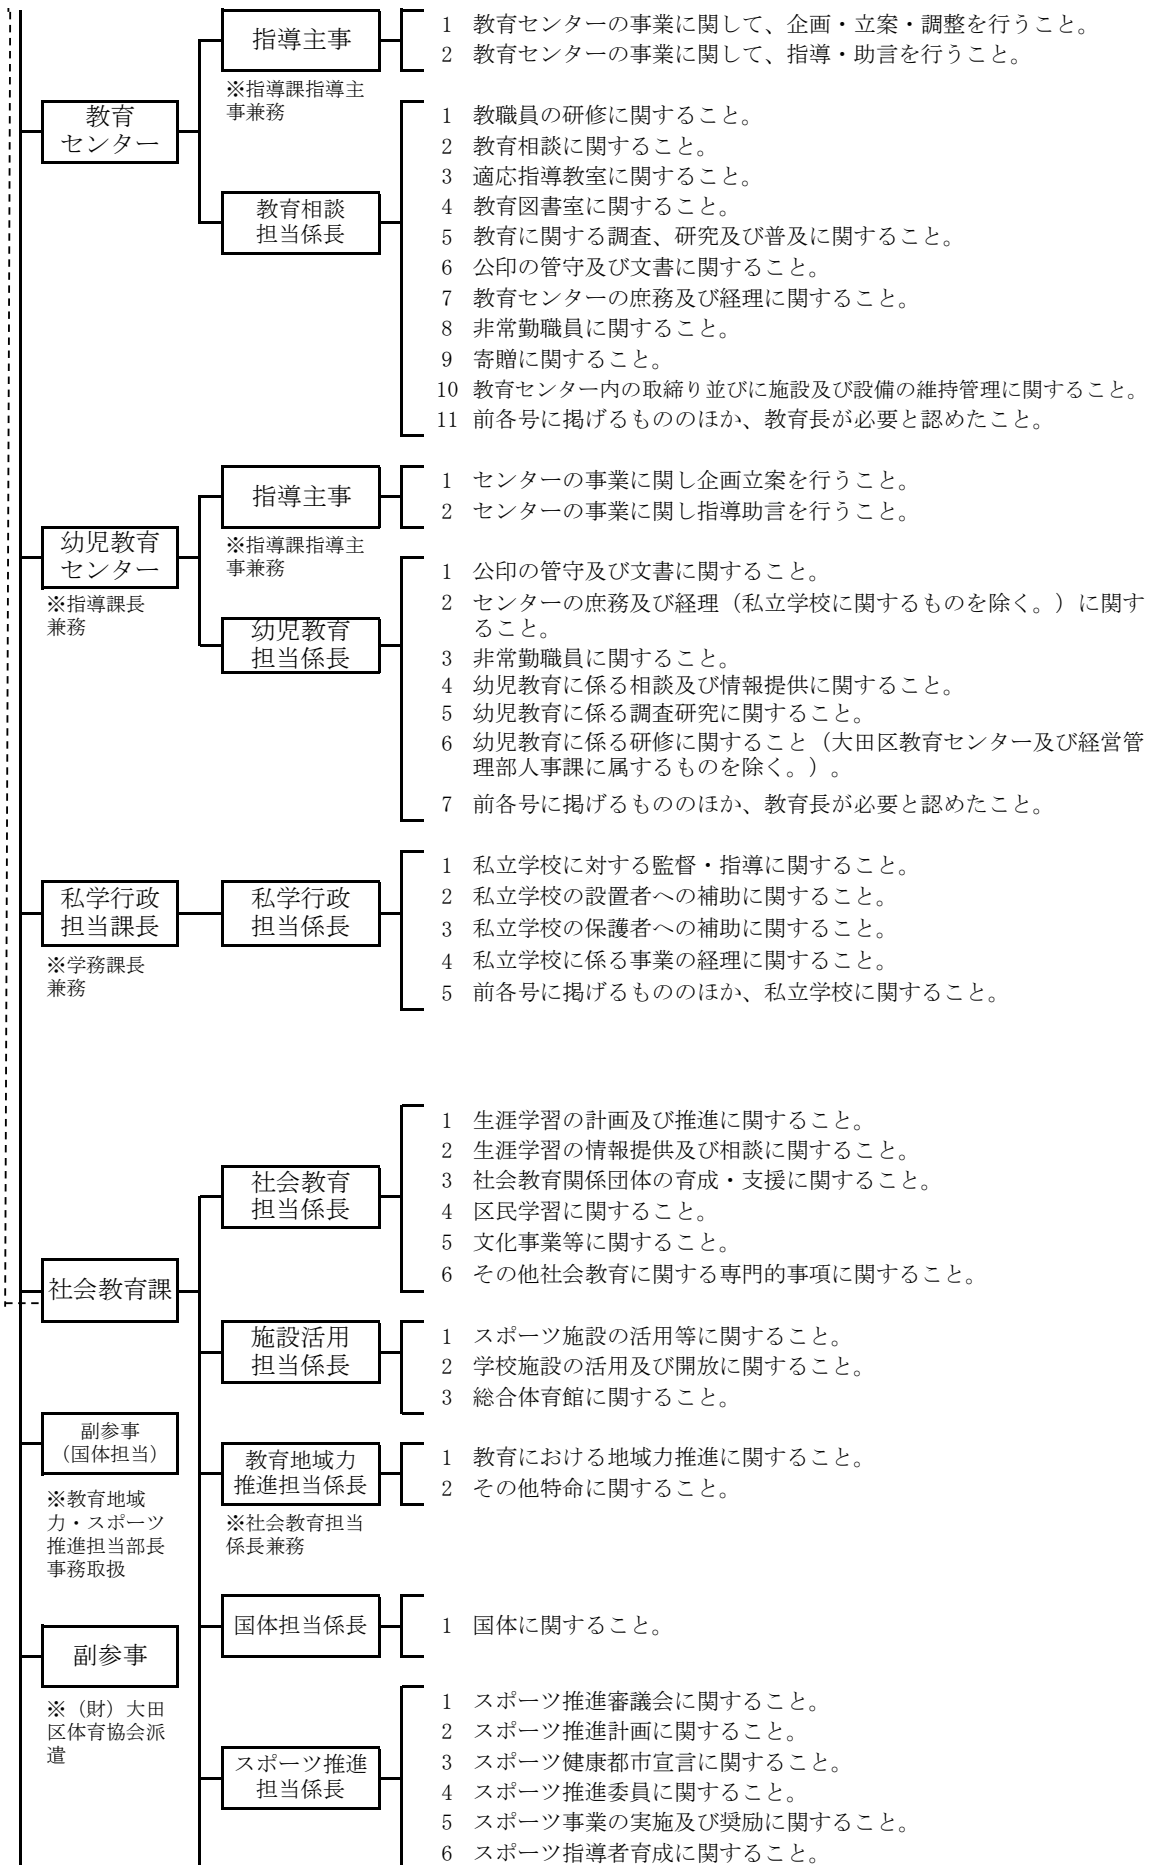 指導主事
1 教育センターの事業に関して、企画・立案・調整を行うこと。
2 教育センターの事業に関して、指導・助言を行うこと。
※指導課指導主
事兼務
教育
センター
教育相談
担当係長
1 教職員の研修に関すること。
2 教育相談に関すること。
3 適応指導教室に関すること。
4 教育図書室に関すること。
5 教育に関する調査、研究及び普及に関すること。
6 公印の管守及び文書に関すること。
7 教育センターの庶務及び経理に関すること。
8 非常勤職員に関すること。
9 寄贈に関すること。
10 教育センター内の取締り並びに施設及び設備の維持管理に関すること。
11 前各号に掲げるもののほか、教育長が必要と認めたこと。
指導主事
1 センターの事業に関し企画立案を行うこと。
2 センターの事業に関し指導助言を行うこと。
※指導課指導主
事兼務
幼児教育
センター
※指導課長
兼務
幼児教育
担当係長
1 公印の管守及び文書に関すること。
2 センターの庶務及び経理（私立学校に関するものを除く。）に関す
ること。
3 非常勤職員に関すること。
4 幼児教育に係る相談及び情報提供に関すること。
5 幼児教育に係る調査研究に関すること。
6 幼児教育に係る研修に関すること（大田区教育センター及び経営管
理部人事課に属するものを除く。）。
7 前各号に掲げるもののほか、教育長が必要と認めたこと。
私学行政
担当課長
※学務課長
兼務
私学行政
担当係長
1 私立学校に対する監督・指導に関すること。
2 私立学校の設置者への補助に関すること。
3 私立学校の保護者への補助に関すること。
4 私立学校に係る事業の経理に関すること。
5 前各号に掲げるもののほか、私立学校に関すること。
社会教育課
社会教育
担当係長
1 生涯学習の計画及び推進に関すること。
2 生涯学習の情報提供及び相談に関すること。
3 社会教育関係団体の育成・支援に関すること。
4 区民学習に関すること。
5 文化事業等に関すること。
6 その他社会教育に関する専門的事項に関すること。
施設活用
担当係長
1 スポーツ施設の活用等に関すること。
2 学校施設の活用及び開放に関すること。
3 総合体育館に関すること。
副参事
（国体担当）
※教育地域
力・スポーツ
推進担当部長
事務取扱
教育地域力
推進担当係長
※社会教育担当
係長兼務
1 教育における地域力推進に関すること。
2 その他特命に関すること。
国体担当係長
1 国体に関すること。
副参事
※（財）大田
区体育協会派
遣
スポーツ推進
担当係長
1 スポーツ推進審議会に関すること。
2 スポーツ推進計画に関すること。
3 スポーツ健康都市宣言に関すること。
4 スポーツ推進委員に関すること。
5 スポーツ事業の実施及び奨励に関すること。
6 スポーツ指導者育成に関すること。